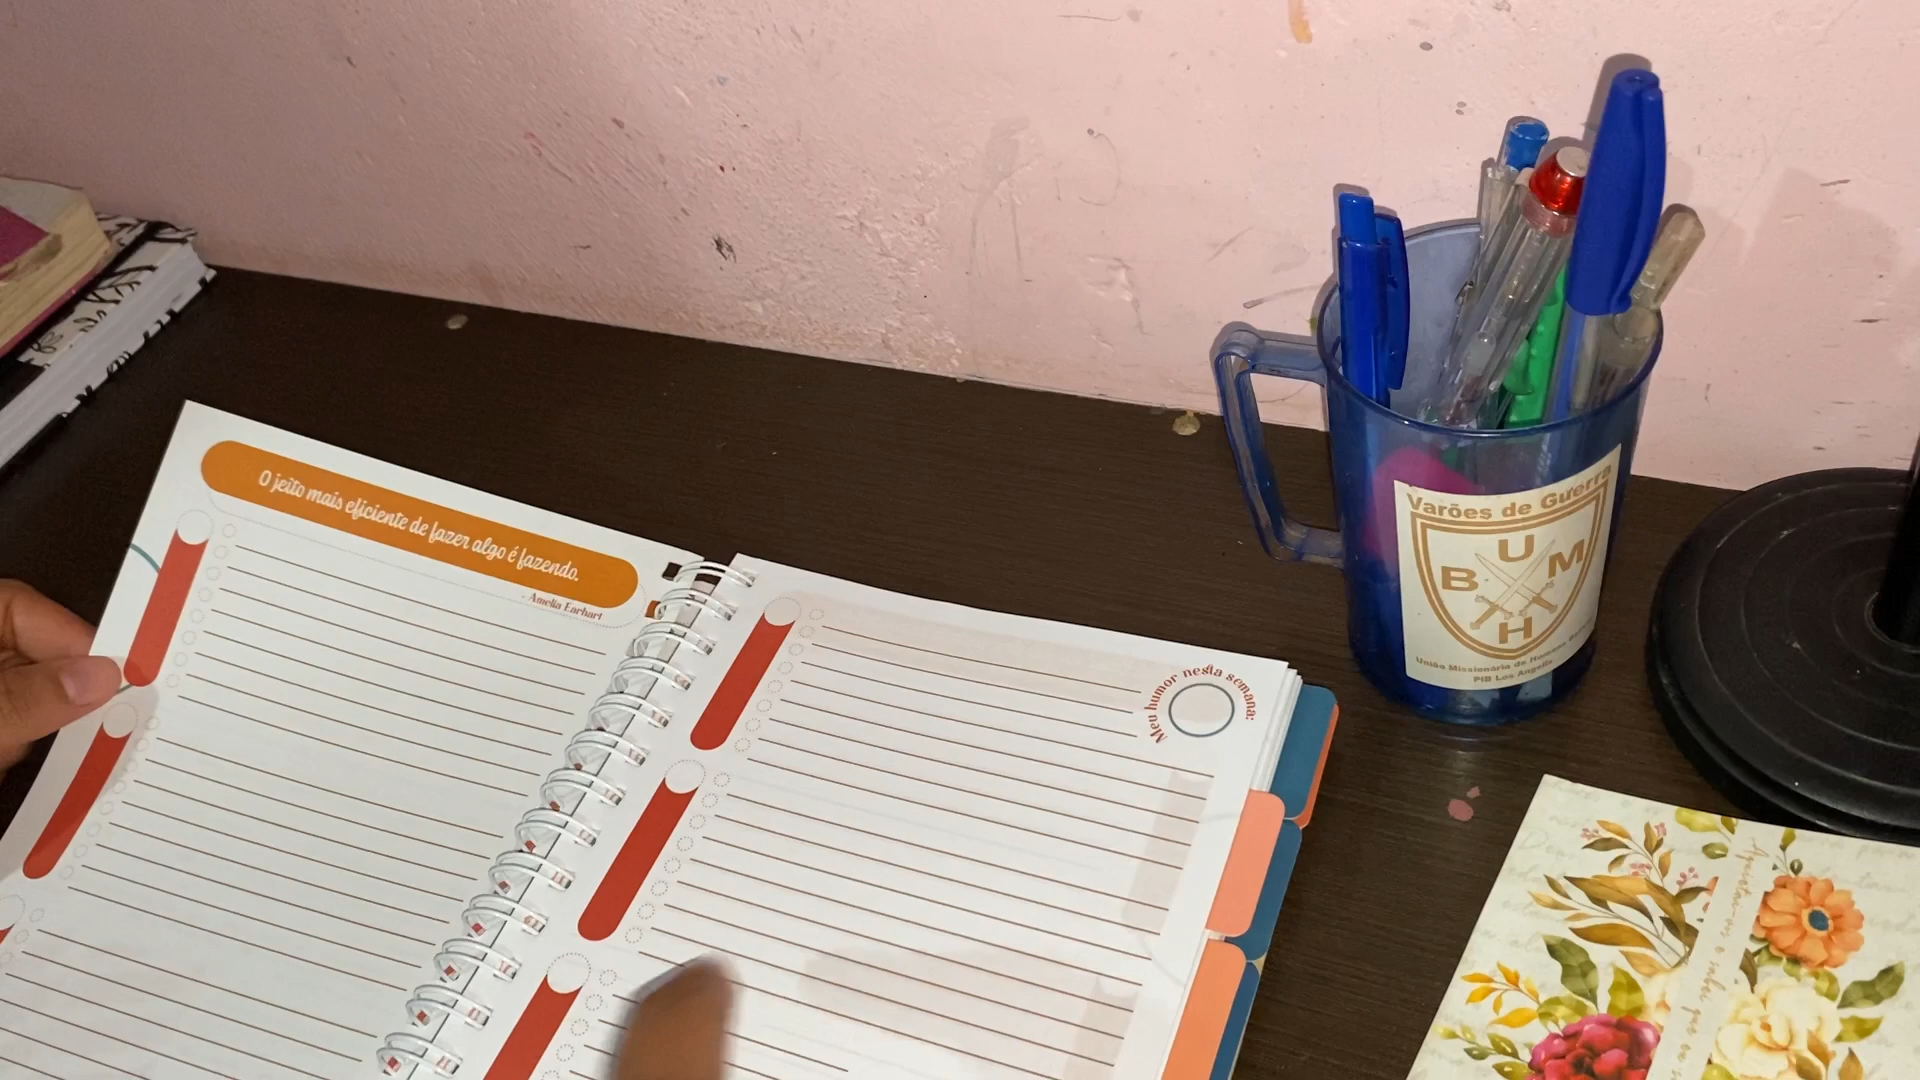 O jeito mais eficiente de fazer algo é fazendo.
- Amelia Earhart
Meu humor nesta semana:
Varões de Guerra
U
B M
H
União Missionária de Homens
PIB Los Angelis